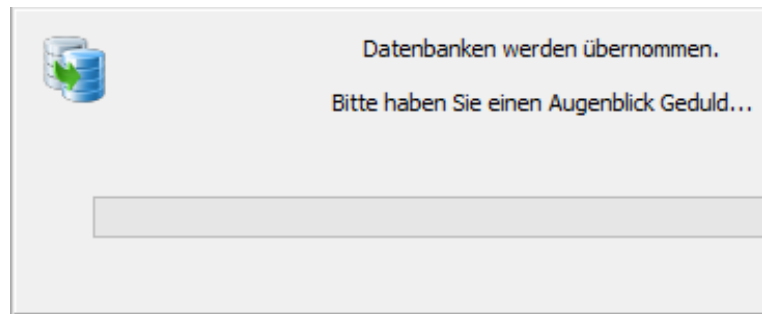 Datenbanken werden übernommen.
Bitte haben Sie einen Augenblick Geduld...